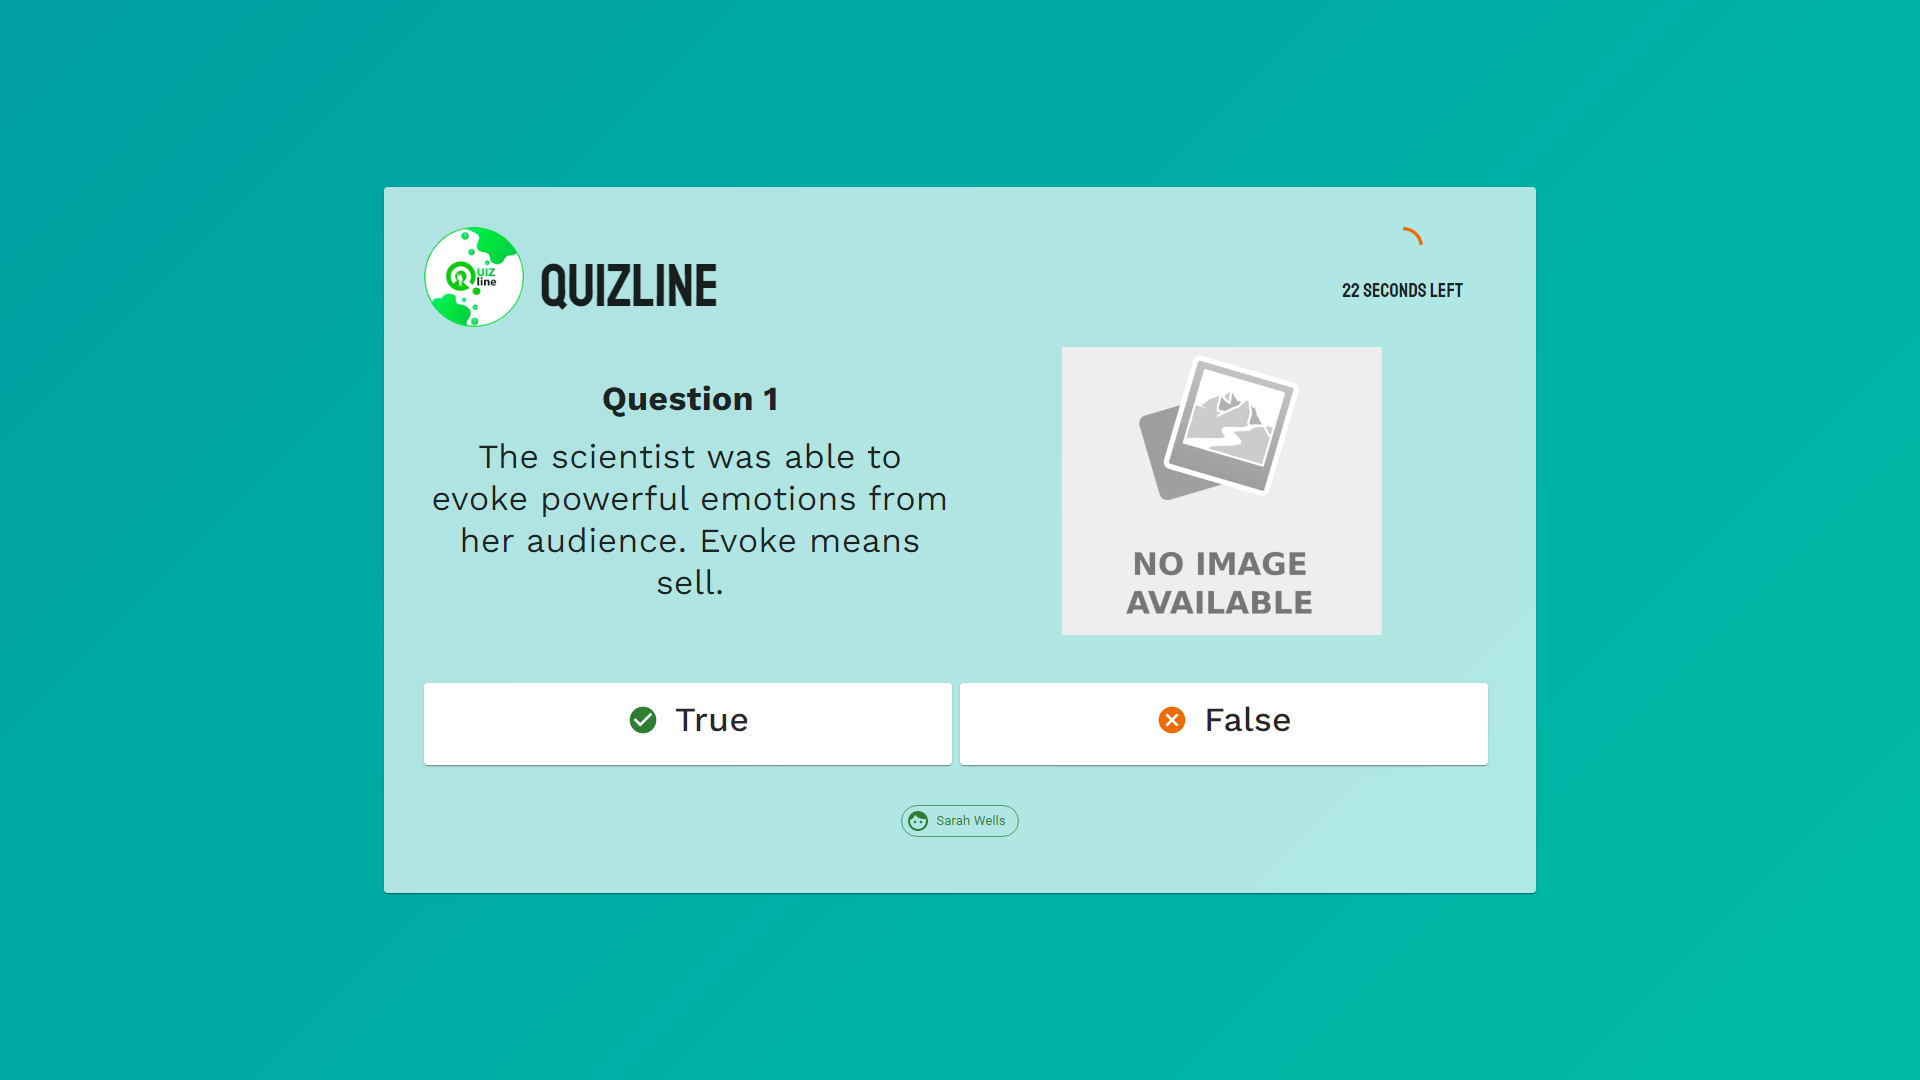 UIZ
line
QUIZLINE
22 SECONDS LEFT
Question 1
The scientist was able to
evoke powerful emotions from
her audience. Evoke means
sell.
NO IMAGE
AVAILABLE
True
False
Sarah Wells